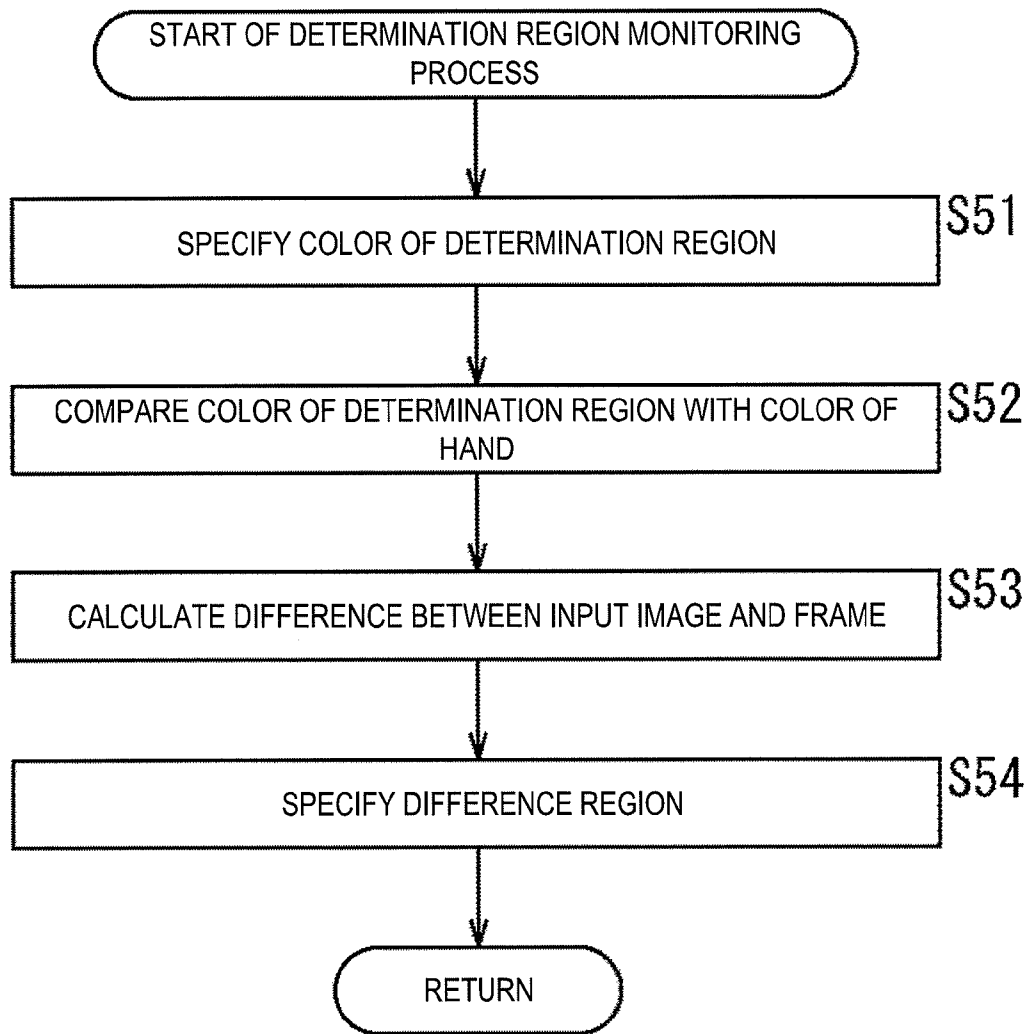 START OF DETERMINATION REGION MONITORING
PROCESS
S51
SPECIFY COLOR OF DETERMINATION REGION
S52
COMPARE COLOR OF DETERMINATION REGION WITH COLOR OF
HAND
S53
CALCULATE DIFFERENCE BETWEEN INPUT IMAGE AND FRAME
S54
SPECIFY DIFFERENCE REGION
RETURN